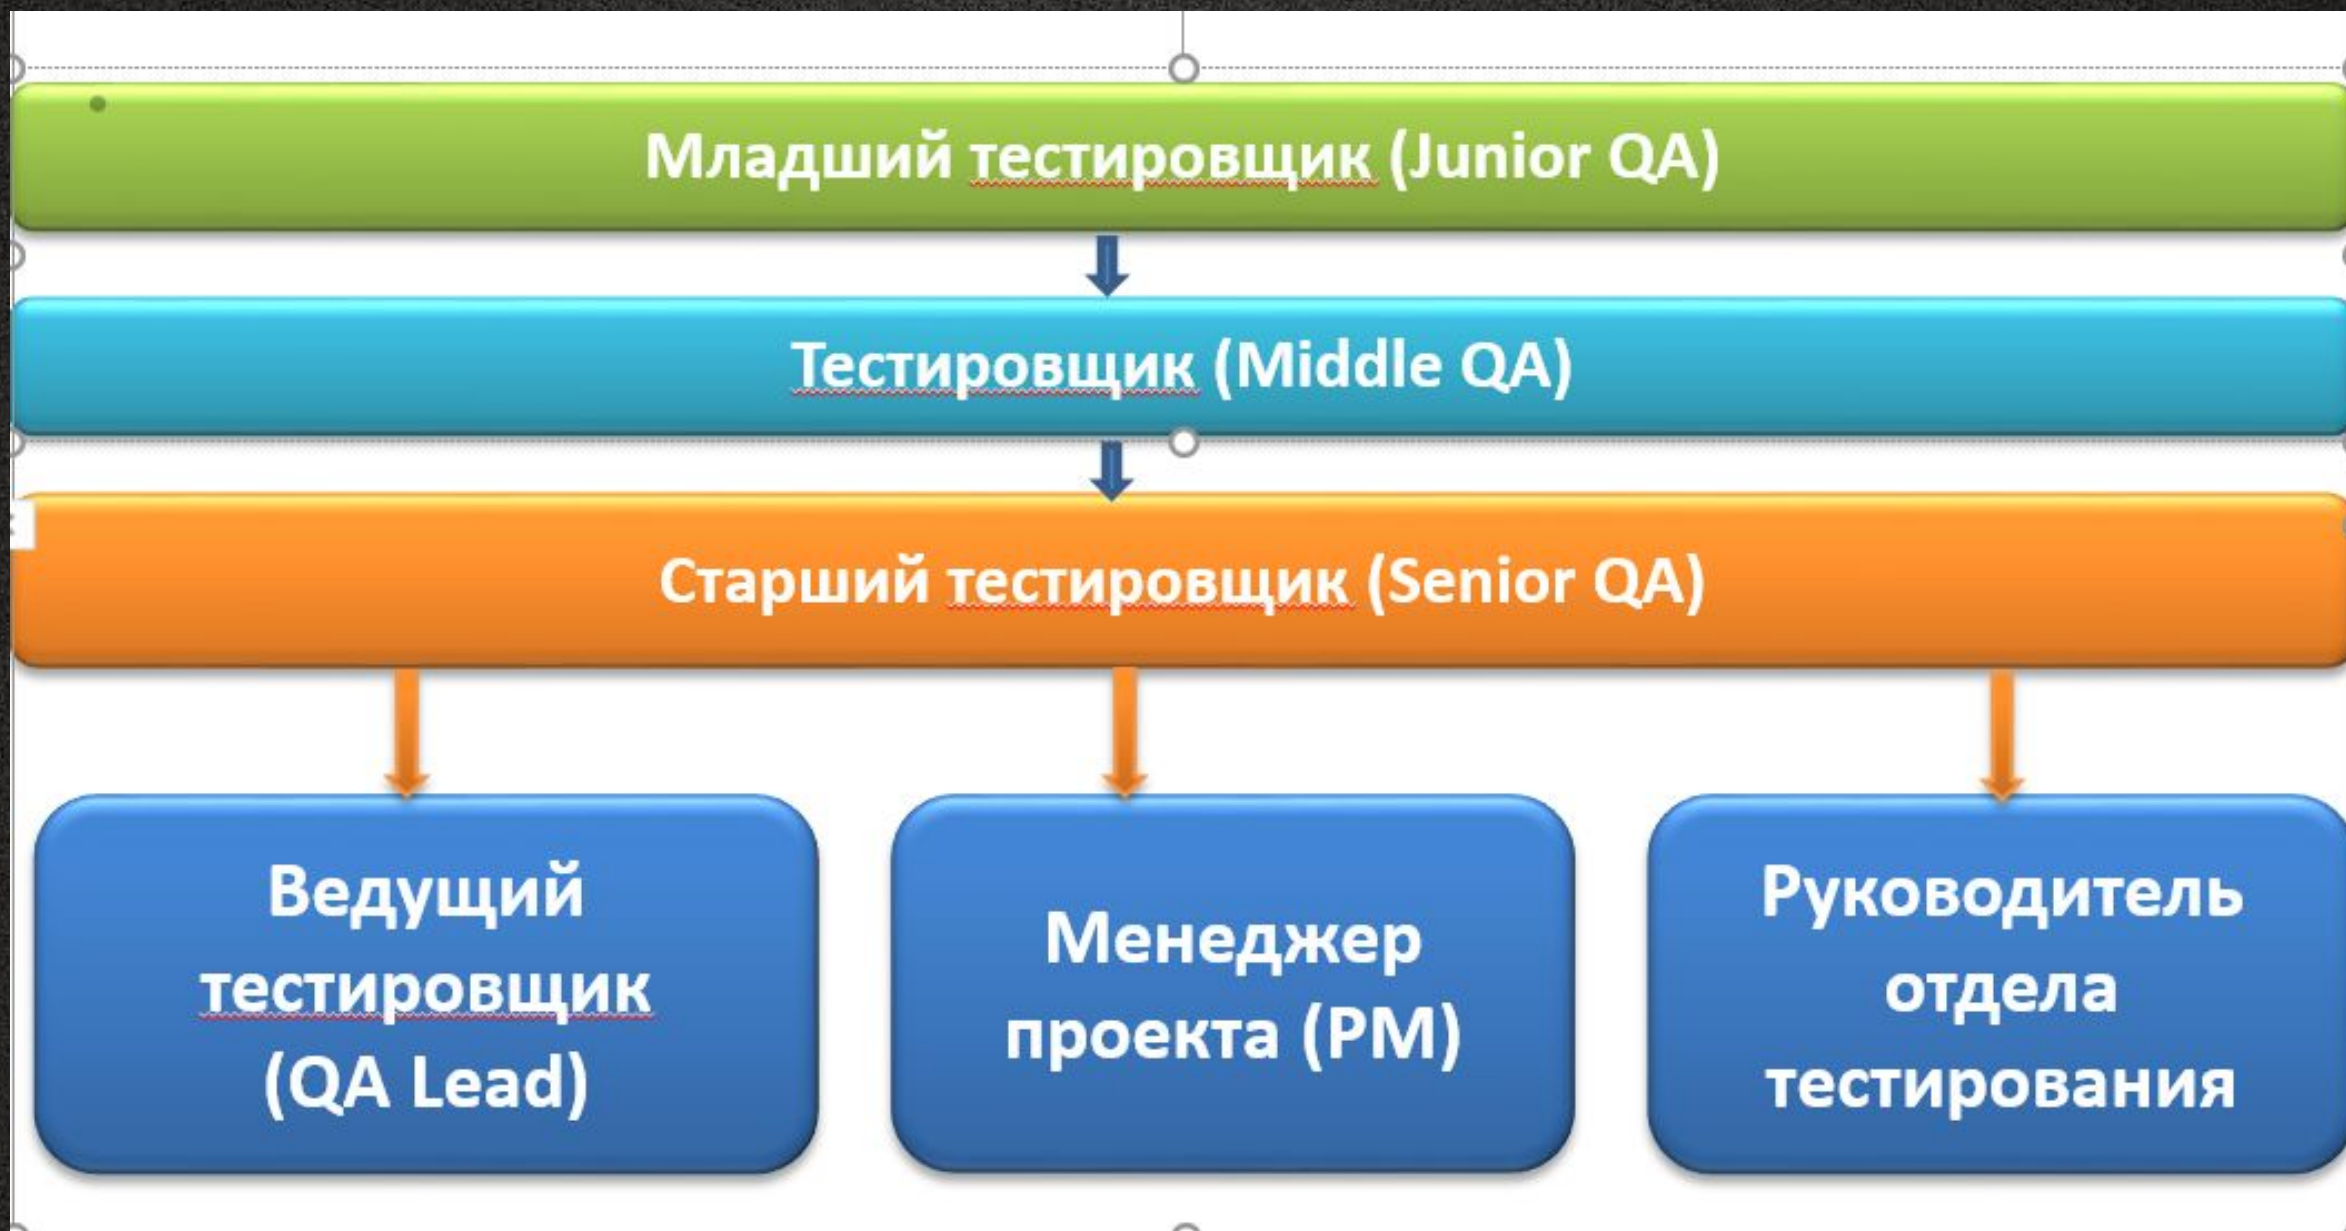 Младший тестировщик (Junior QA)
Тестировщик (Middle QA)
Старший тестировщик (Senior QA)
Ведущий
тестировщик
(QA Lead)
Менеджер
проекта (PM)
Руководитель
отдела
тестирования